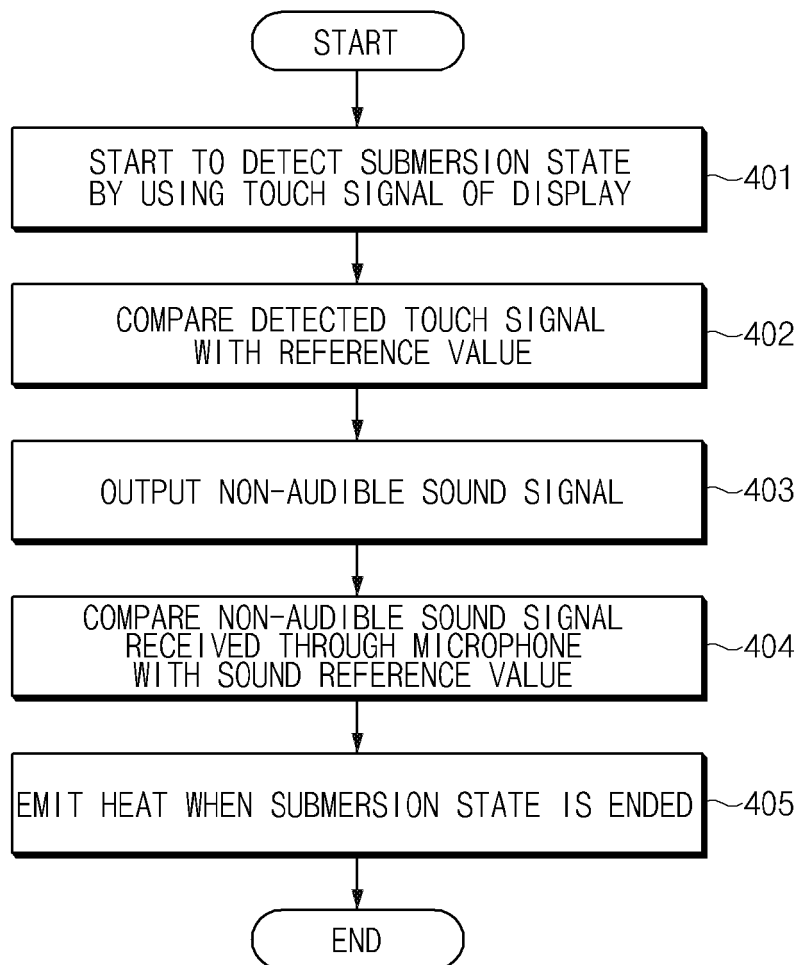 START
START TO DETECT SUBMERSION STATE
BY USING TOUCH SIGNAL OF DISPLAY
401
COMPARE DETECTED TOUCH SIGNAL
WITH REFERENCE VALUE
402
OUTPUT NON-AUDIBLE SOUND SIGNAL
403
COMPARE NON-AUDIBLE SOUND SIGNAL
RECEIVED THROUGH MICROPHONE
WITH SOUND REFERENCE VALUE
404
EMIT HEAT WHEN SUBMERSION STATE IS ENDED
405
END